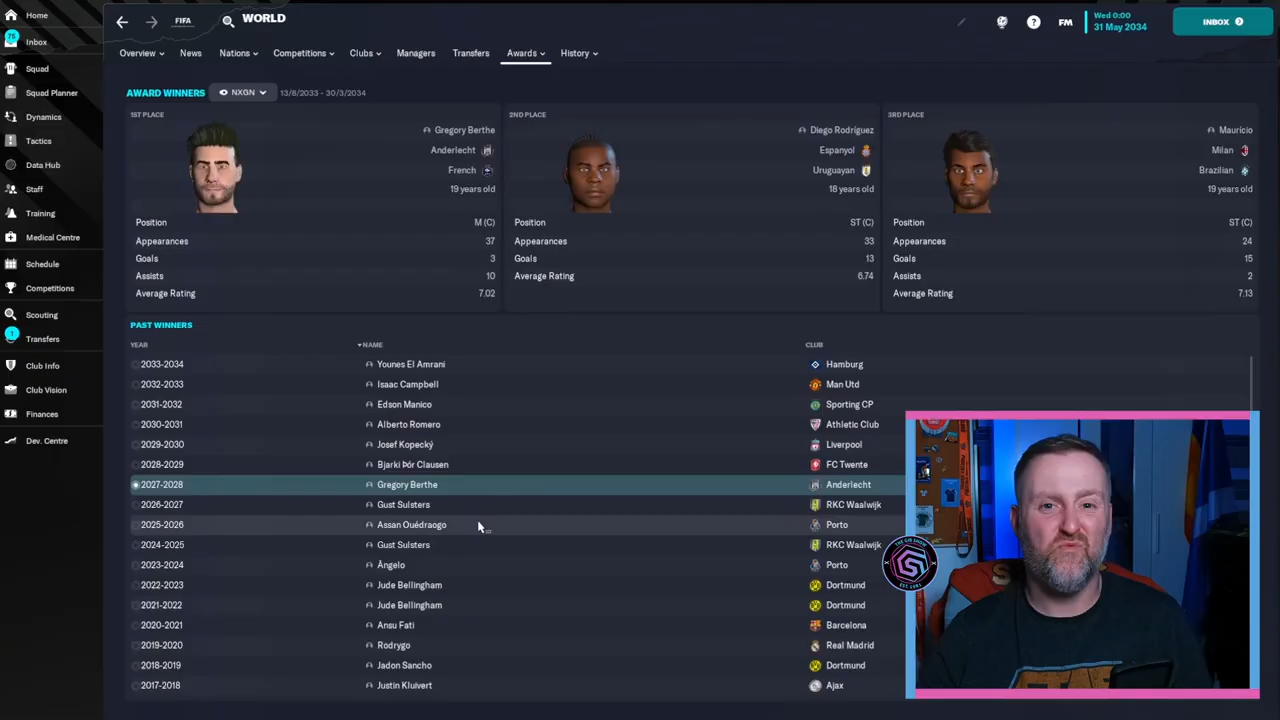 Home
75
Inbox
Squad
Squad Planner
Dynamics
Tactics
Data Hub
Staff
Training
Medical Centre
Schedule
Competitions
Scouting
1
Transfers
Club Info
Club Vision
Finances
Dev. Centre
FIFA
WORLD
?
FM
Wed 0:00
31 May 2034
INBOX
Overview
News
Nations
Competitions
Clubs
Managers
Transfers
Awards
History
AWARD WINNERS
NXGN
13/8/2033 - 30/3/2034
1ST PLACE
Gregory Berthe
Anderlecht
French
19 years old
Position M (C)
Appearances 37
Goals 3
Assists 10
Average Rating 7.02
2ND PLACE
Diego Rodríguez
Espanyol
Uruguayan
18 years old
Position ST (C)
Appearances 33
Goals 13
Average Rating 6.74
3RD PLACE
Maurício
Milan
Brazilian
19 years old
Position ST (C)
Appearances 24
Goals 15
Assists 2
Average Rating 7.13
PAST WINNERS
YEAR NAME CLUB
2033-2034 Younes El Amrani Hamburg
2032-2033 Isaac Campbell Man Utd
2031-2032 Edson Manico Sporting CP
2030-2031 Alberto Romero Athletic Club
2029-2030 Josef Kopecký Liverpool
2028-2029 Bjarki Þór Clausen FC Twente
2027-2028 Gregory Berthe Anderlecht
2026-2027 Gust Sulsters RKC Waalwijk
2025-2026 Assan Ouédraogo Porto
2024-2025 Gust Sulsters RKC Waalwijk
2023-2024 Ângelo Porto
2022-2023 Jude Bellingham Dortmund
2021-2022 Jude Bellingham Dortmund
2020-2021 Ansu Fati Barcelona
2019-2020 Rodrygo Real Madrid
2018-2019 Jadon Sancho Dortmund
2017-2018 Justin Kluivert Ajax
THE GIB SHOW
EST. 1981